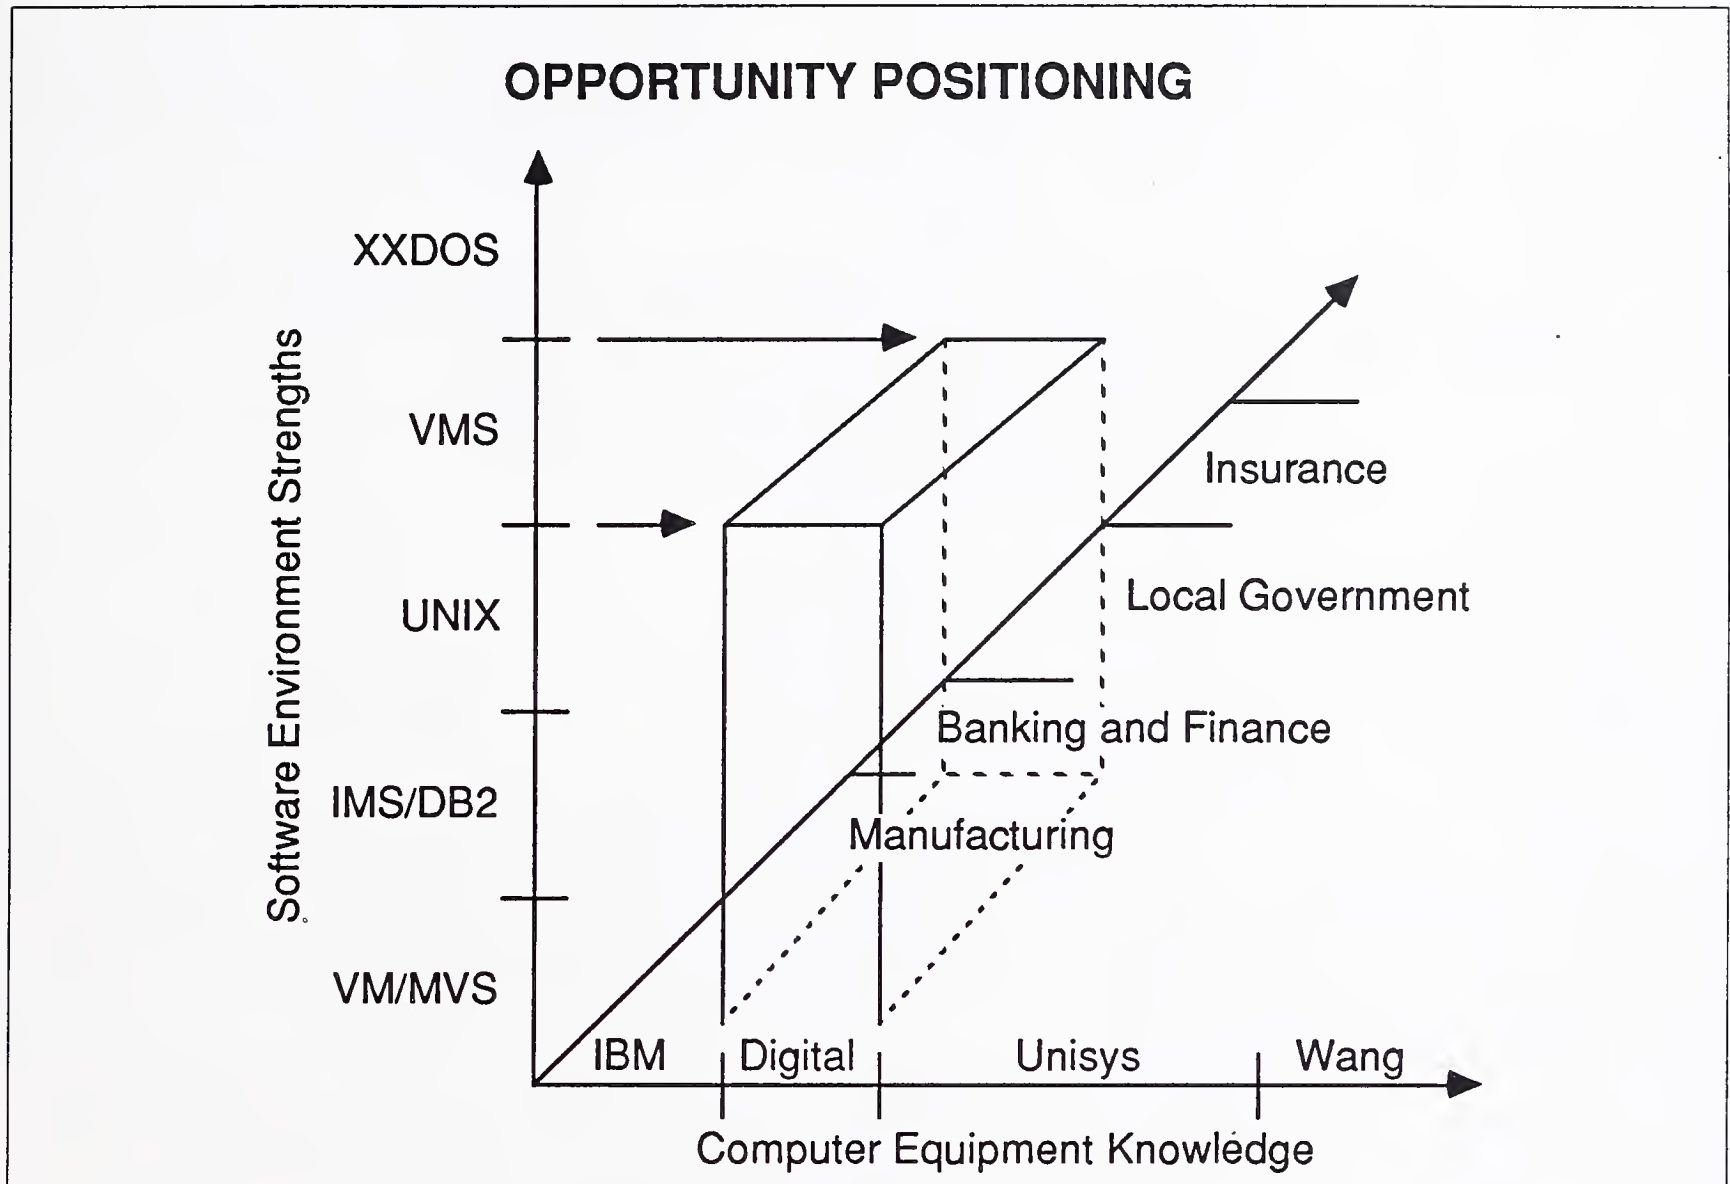 OPPORTUNITY POSITIONING
XXDOS
VMS
UNIX
IMS/DB2
VM/MVS
Software Environment Strengths
Insurance
Local Government
Banking and Finance
Manufacturing
IBM
Digital
Unisys
Wang
Computer Equipment Knowledge